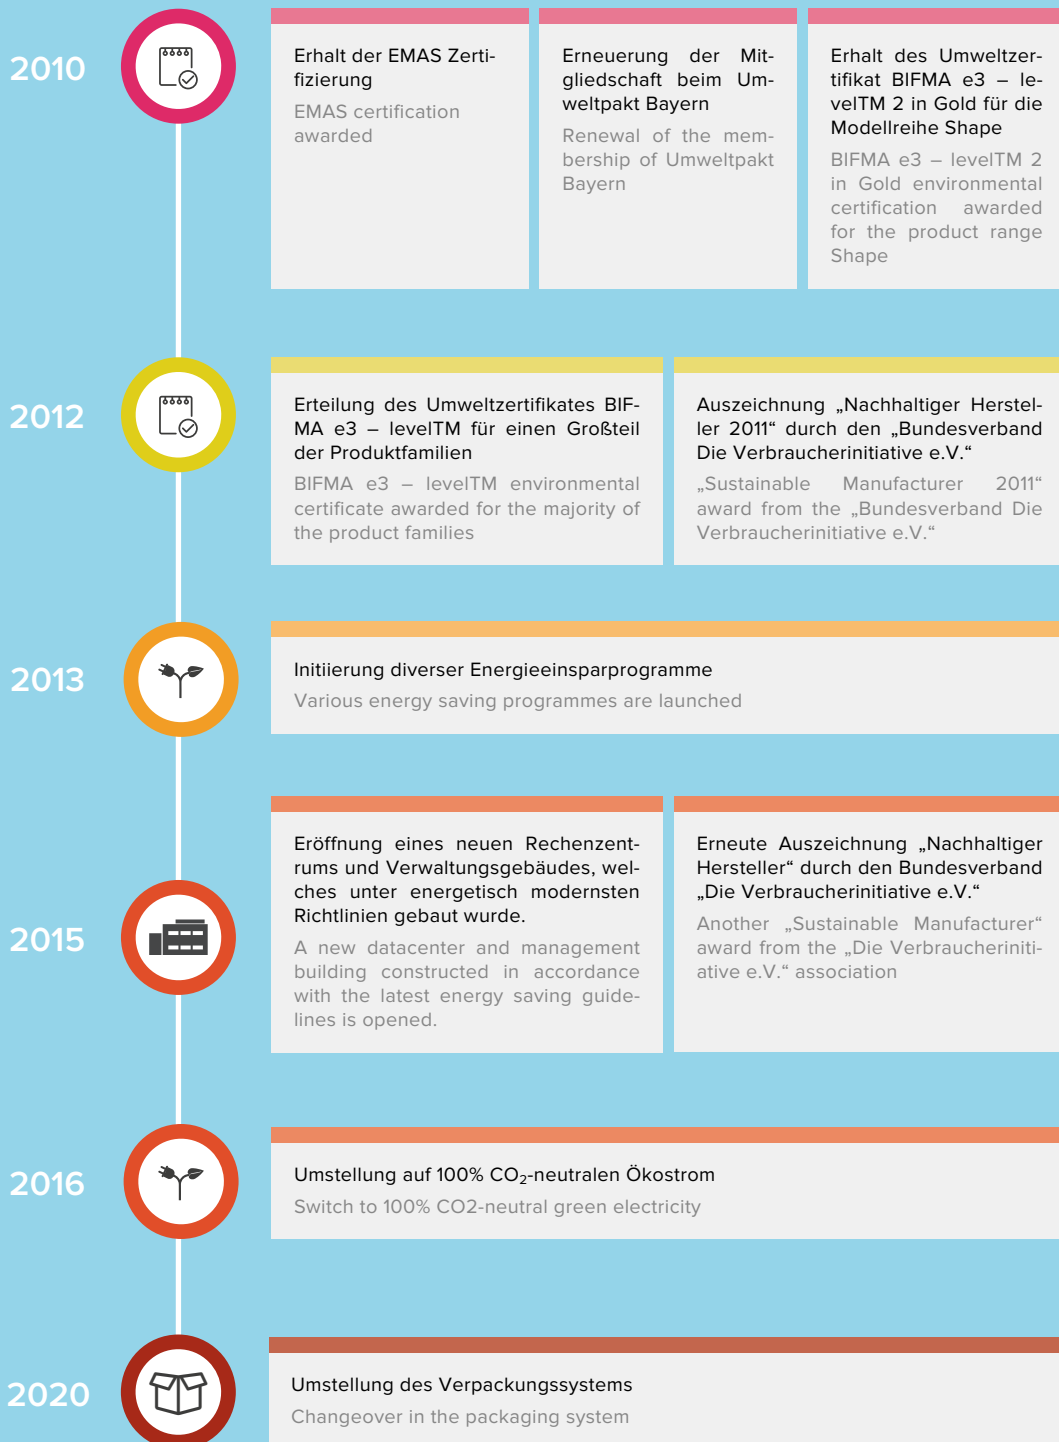 2010
Erhalt der EMAS Zerti-
fizierung
EMAS certification
awarded
Erneuerung der Mit-
gliedschaft beim Um-
weltpakt Bayern
Renewal of the mem-
bership of Umweltpakt
Bayern
Erhalt des Umweltzer-
tifikat BIFMA e3 – le-
velTM 2 in Gold für die
Modellreihe Shape
BIFMA e3 – levelTM 2
in Gold environmental
certification awarded
for the product range
Shape
2012
Erteilung des Umweltzertifikates BIF-
MA e3 – levelTM für einen Großteil
der Produktfamilien
BIFMA e3 – levelTM environmental
certificate awarded for the majority of
the product families
Auszeichnung „Nachhaltiger Herstel-
ler 2011“ durch den „Bundesverband
Die Verbraucherinitiative e.V.“
„Sustainable Manufacturer 2011“
award from the „Bundesverband Die
Verbraucherinitiative e.V.“
2013
Initiierung diverser Energieeinsparprogramme
Various energy saving programmes are launched
2015
Eröffnung eines neuen Rechenzent-
rums und Verwaltungsgebäudes, wel-
ches unter energetisch modernsten
Richtlinien gebaut wurde.
A new datacenter and management
building constructed in accordance
with the latest energy saving guide-
lines is opened.
Erneute Auszeichnung „Nachhaltiger
Hersteller“ durch den Bundesverband
„Die Verbraucherinitiative e.V.“
Another „Sustainable Manufacturer“
award from the „Die Verbraucheriniti-
ative e.V.“ association
2016
Umstellung auf 100% CO₂-neutralen Ökostrom
Switch to 100% CO2-neutral green electricity
2020
Umstellung des Verpackungssystems
Changeover in the packaging system